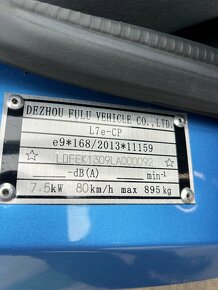 DEZHOU FULU VEHICLE CO.,LTD.
L7e-CP
e9*168/2013*11159
LDFEEK1309LA000092
-dB(A) min⁻¹
7.5kW 80km/h max 895kg